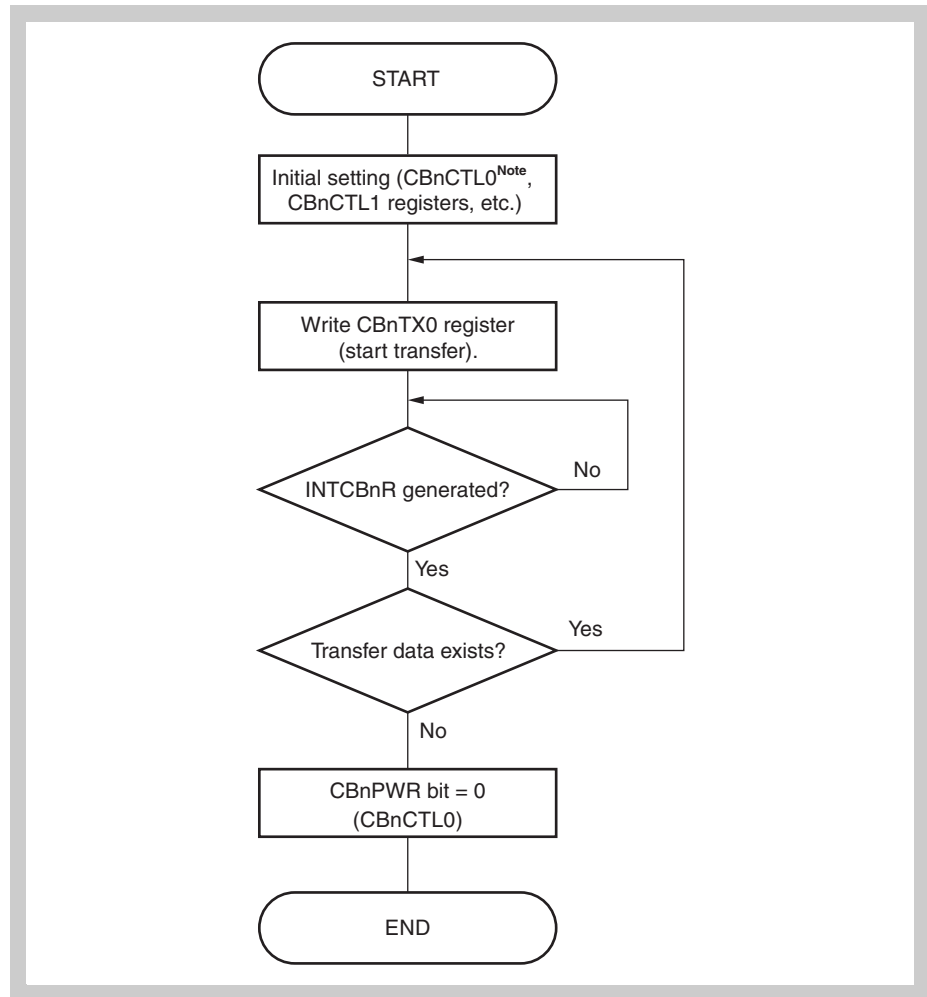 START
Initial setting (CBnCTL0Note,
CBnCTL1 registers, etc.)
Write CBnTX0 register
(start transfer).
INTCBnR generated?
No
Yes
Transfer data exists?
Yes
No
CBnPWR bit = 0
(CBnCTL0)
END